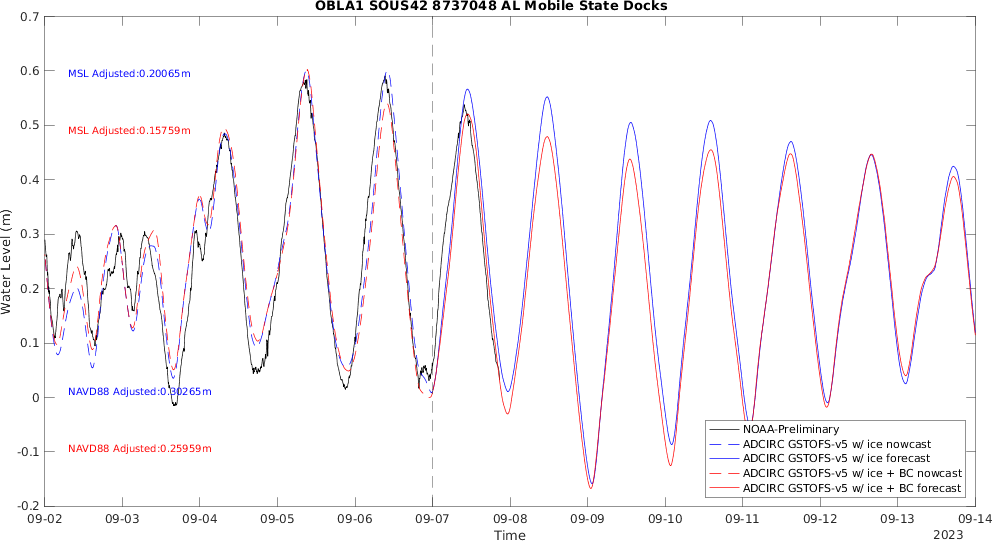 OBLA1 SOUS42 8737048 AL Mobile State Docks
0.7
0.6
0.5
0.4
0.3
0.2
0.1
0
-0.1
-0.2
Water Level (m)
MSL Adjusted:0.20065m
MSL Adjusted:0.15759m
NAVD88 Adjusted:0.30265m
NAVD88 Adjusted:0.25959m
NOAA-Preliminary
ADCIRC GSTOFS-v5 w/ ice nowcast
ADCIRC GSTOFS-v5 w/ ice forecast
ADCIRC GSTOFS-v5 w/ ice + BC nowcast
ADCIRC GSTOFS-v5 w/ ice + BC forecast
09-02 09-03 09-04 09-05 09-06 09-07 09-08 09-09 09-10 09-11 09-12 09-13 09-14
Time
2023